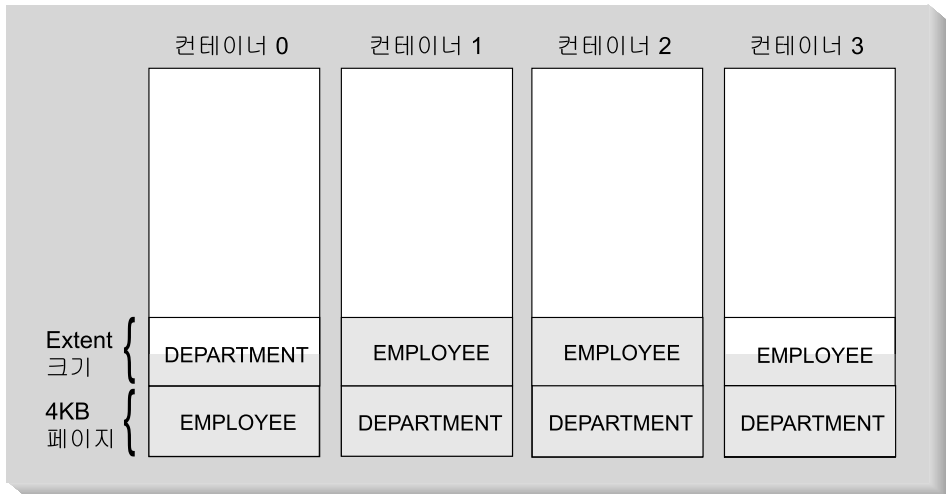 컨테이너 0
컨테이너 1
컨테이너 2
컨테이너 3
Extent
크기
DEPARTMENT
EMPLOYEE
EMPLOYEE
EMPLOYEE
4KB
페이지
EMPLOYEE
DEPARTMENT
DEPARTMENT
DEPARTMENT